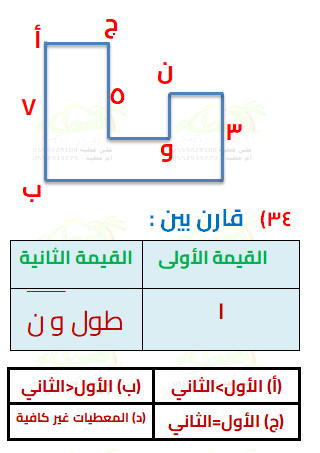 أ ج
٧ ٥ ن ٣
ب و
٣٤) قارن بين :
القيمة الأولى القيمة الثانية
١ طول و ن
(أ) الأول>الثاني (ب) الأول<الثاني
(ج) الأول=الثاني (د) المعطيات غير كافية